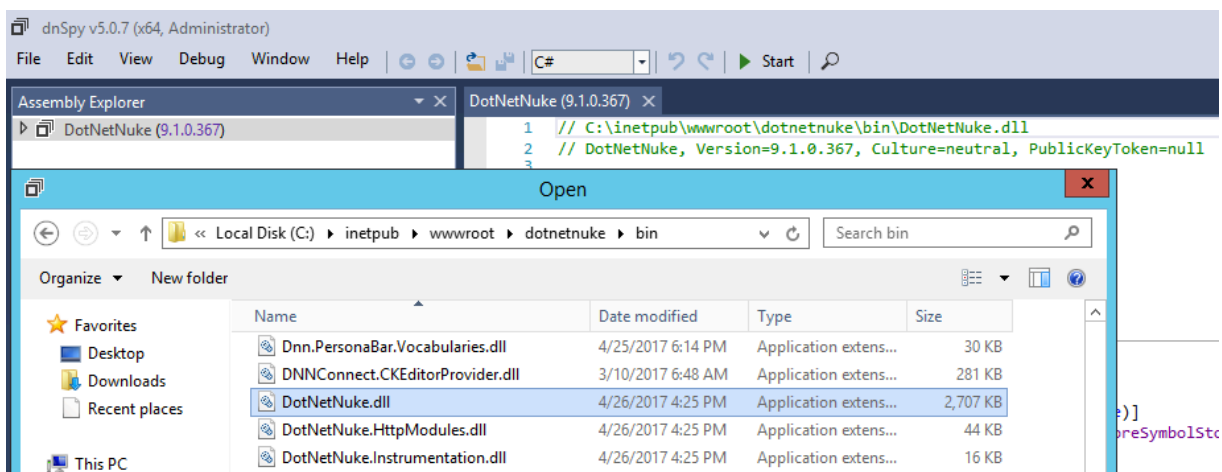 dnSpy v5.0.7 (x64, Administrator)
File Edit View Debug Window Help C# Start
Assembly Explorer
DotNetNuke (9.1.0.367)
DotNetNuke (9.1.0.367)
1 // C:\inetpub\wwwroot\dotnetnuke\bin\DotNetNuke.dll
2 // DotNetNuke, Version=9.1.0.367, Culture=neutral, PublicKeyToken=null
3
Open
« Local Disk (C:) inetpub wwwroot dotnetnuke bin
Search bin
Organize New folder
Favorites
Desktop
Downloads
Recent places
This PC
Name Date modified Type Size
Dnn.PersonaBar.Vocabularies.dll 4/25/2017 6:14 PM Application extens... 30 KB
DNNConnect.CKEditorProvider.dll 3/10/2017 6:48 AM Application extens... 281 KB
DotNetNuke.dll 4/26/2017 4:25 PM Application extens... 2,707 KB
DotNetNuke.HttpModules.dll 4/26/2017 4:25 PM Application extens... 44 KB
DotNetNuke.Instrumentation.dll 4/26/2017 4:25 PM Application extens... 16 KB
)]
reSymbolSto